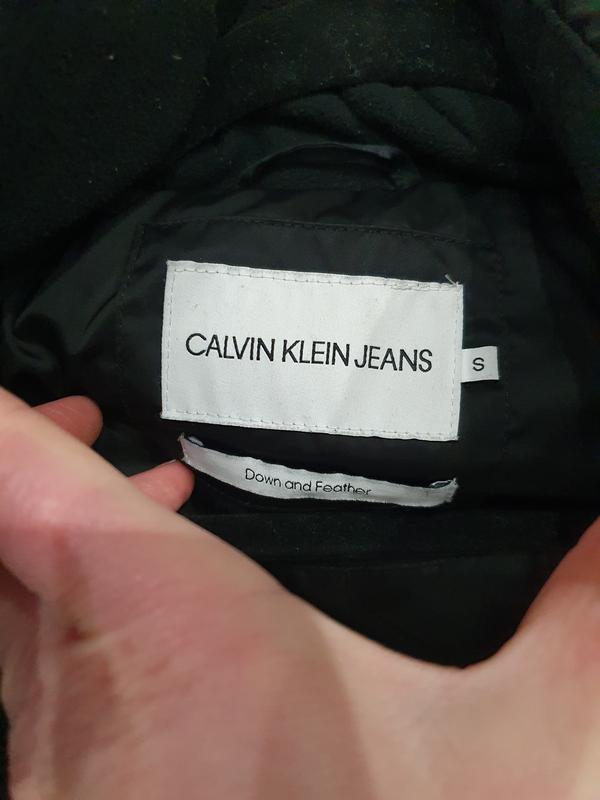 CALVIN KLEIN JEANS
S
Down and Feather